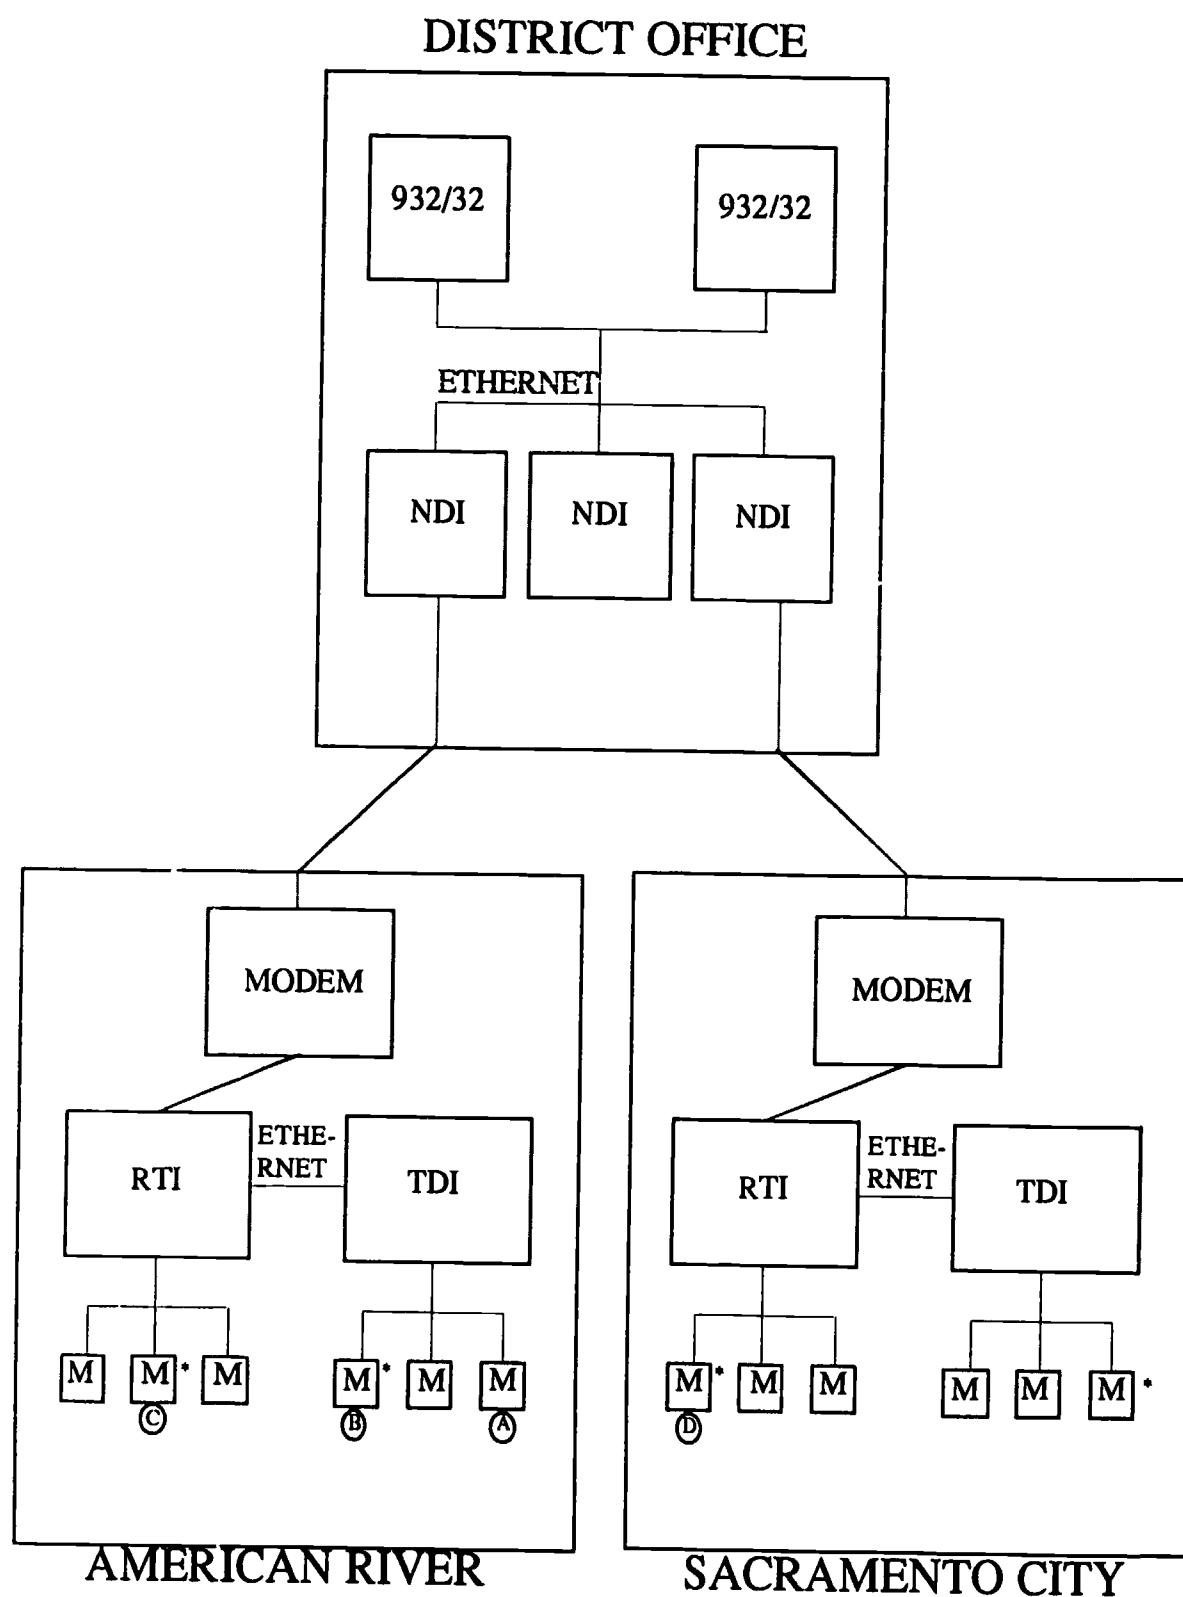 DISTRICT OFFICE
932/32
932/32
ETHERNET
NDI
NDI
NDI
MODEM
RTI
ETHE-
RNET
TDI
M
M*
M
M*
M
M
C
B
A
AMERICAN RIVER
MODEM
RTI
ETHE-
RNET
TDI
M*
M
M
M
M
M*
D
SACRAMENTO CITY